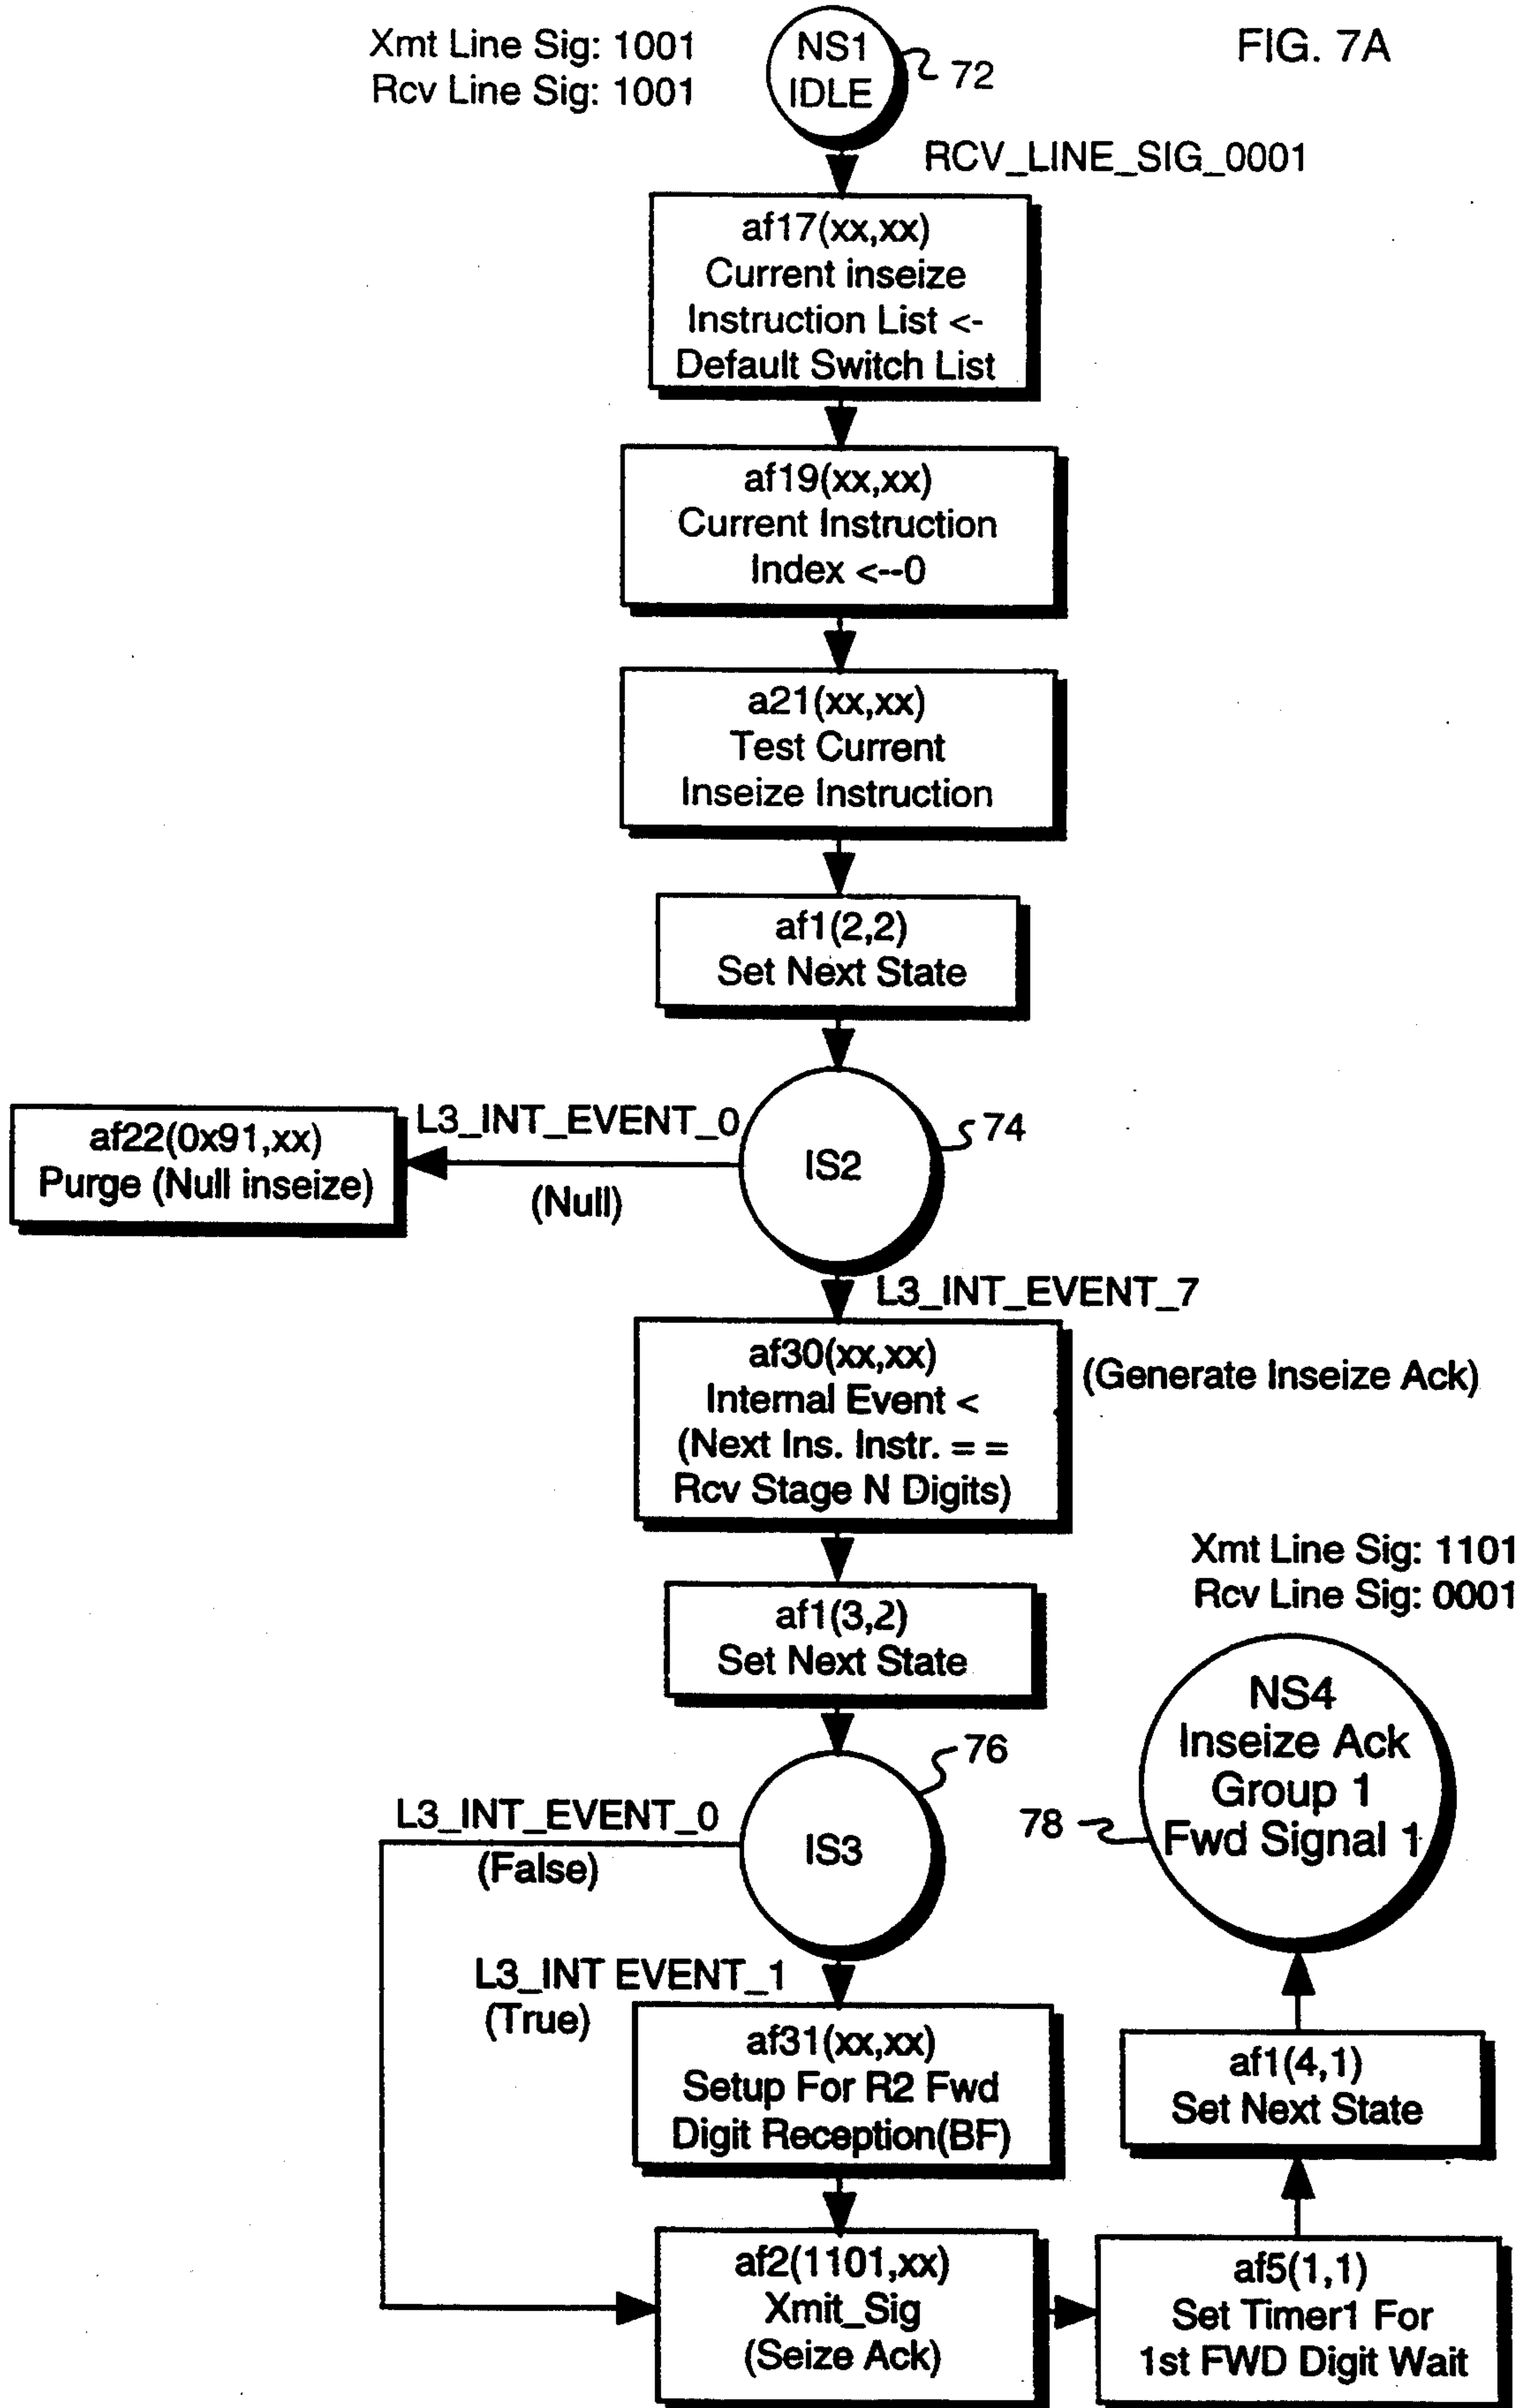 FIG. 7A
Xmt Line Sig: 1001
Rcv Line Sig: 1001
NS1
IDLE
72
RCV_LINE_SIG_0001
af17(xx,xx)
Current inseize
Instruction List <-
Default Switch List
af19(xx,xx)
Current Instruction
Index <--0
a21(xx,xx)
Test Current
Inseize Instruction
af1(2,2)
Set Next State
IS2
74
L3_INT_EVENT_0
(Null)
af22(0x91,xx)
Purge (Null inseize)
L3_INT_EVENT_7
af30(xx,xx)
Internal Event <
(Next Ins. Instr. = =
Rcv Stage N Digits)
(Generate Inseize Ack)
af1(3,2)
Set Next State
IS3
76
L3_INT_EVENT_0
(False)
L3_INT EVENT_1
(True)
af31(xx,xx)
Setup For R2 Fwd
Digit Reception(BF)
af2(1101,xx)
Xmit_Sig
(Seize Ack)
af5(1,1)
Set Timer1 For
1st FWD Digit Wait
af1(4,1)
Set Next State
Xmt Line Sig: 1101
Rcv Line Sig: 0001
NS4
Inseize Ack
Group 1
Fwd Signal 1
78